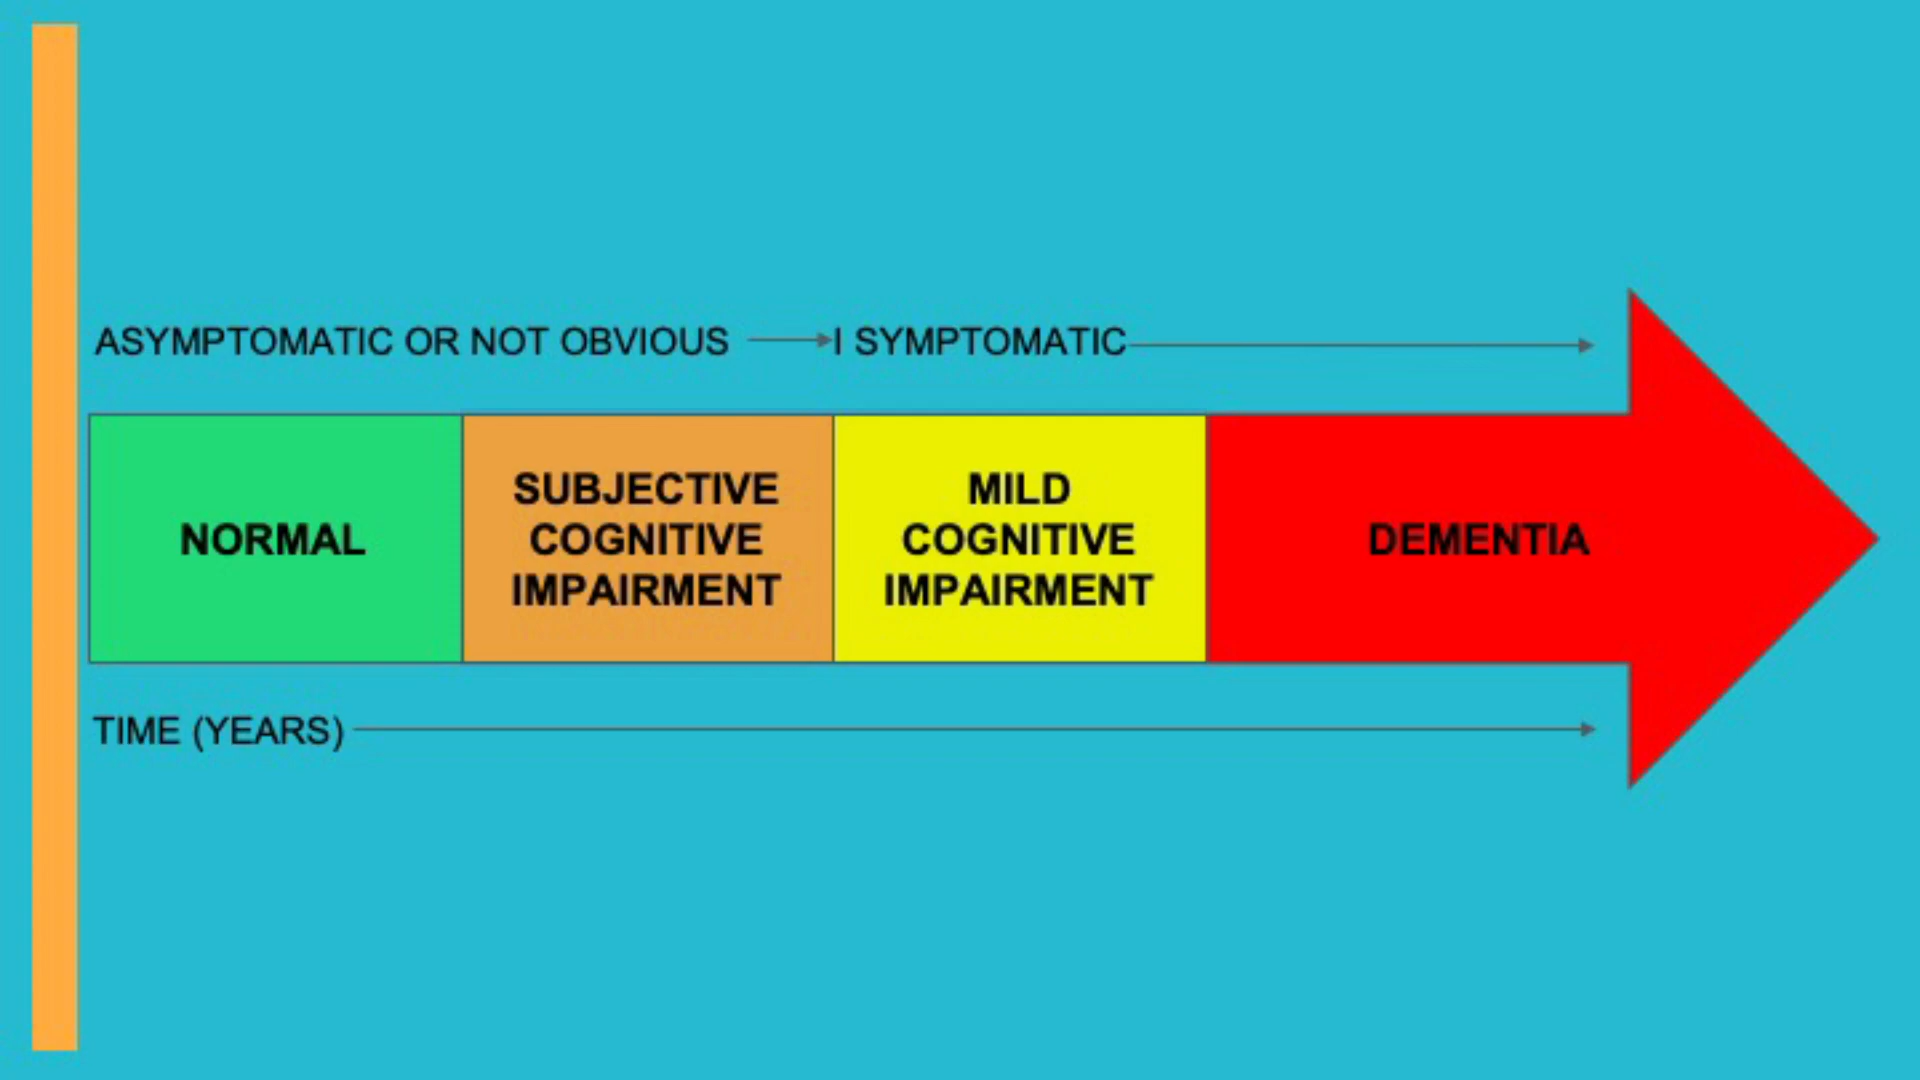 ASYMPTOMATIC OR NOT OBVIOUS I SYMPTOMATIC
NORMAL
SUBJECTIVE
COGNITIVE
IMPAIRMENT
MILD
COGNITIVE
IMPAIRMENT
DEMENTIA
TIME (YEARS)